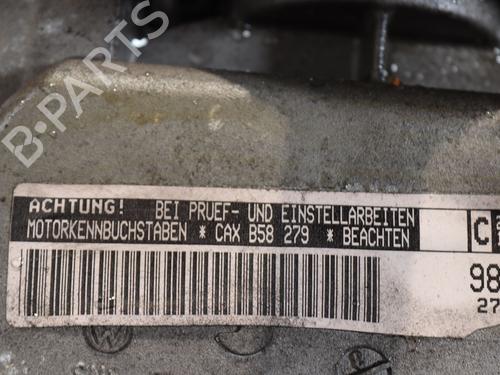 B-PARTS
ACHTUNG! BEI PRUEF- UND EINSTELLARBEITEN
MOTORKENNBUCHSTABEN * CAX B58 279 * BEACHTEN
C
98
27